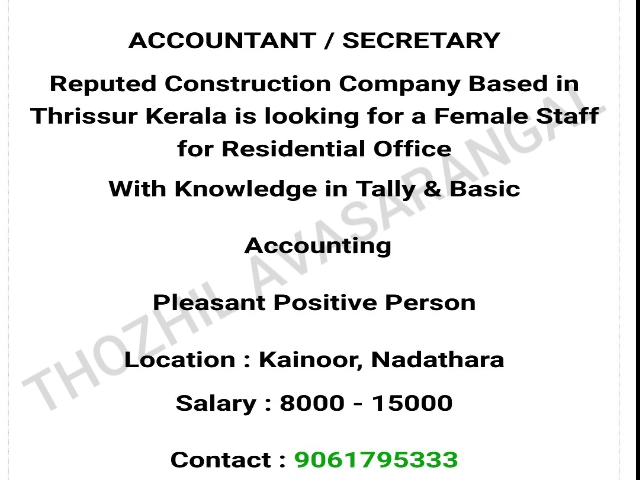 ACCOUNTANT / SECRETARY
Reputed Construction Company Based in
Thrissur Kerala is looking for a Female Staff
for Residential Office
With Knowledge in Tally & Basic
Accounting
Pleasant Positive Person
Location : Kainoor, Nadathara
Salary : 8000 - 15000
Contact : 9061795333
THOZHIL AVASARANGAL